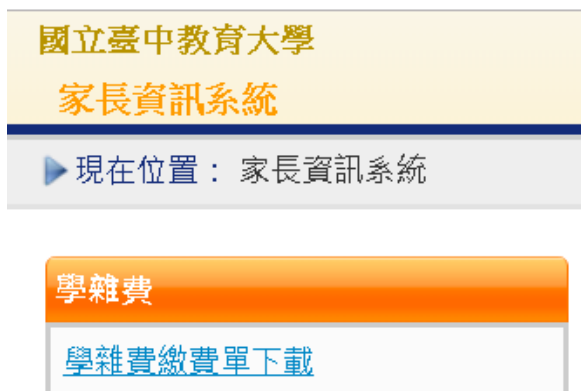 國立臺中教育大學
家長資訊系統
現在位置： 家長資訊系統
學雜費
學雜費繳費單下載